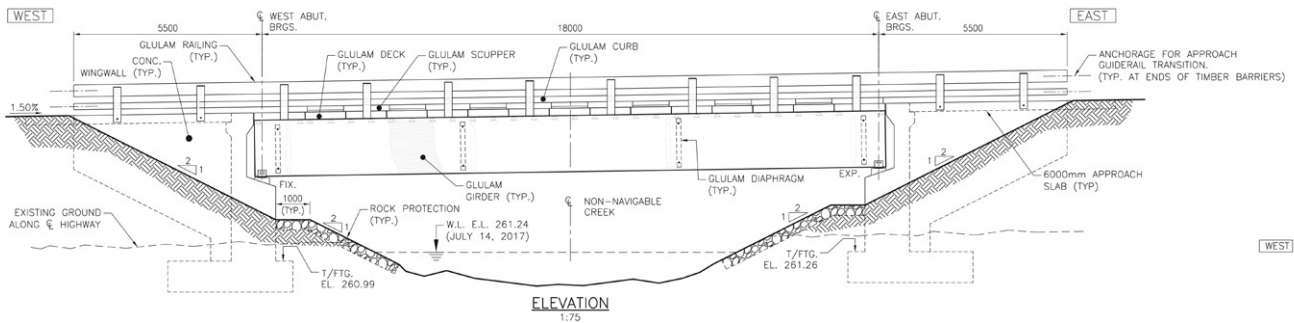 WEST
℄ WEST ABUT.
BRGS.
℄ EAST ABUT.
BRGS.
EAST
5500
18000
5500
GLULAM RAILING
(TYP.)
GLULAM DECK
(TYP.)
GLULAM SCUPPER
(TYP.)
GLULAM CURB
(TYP.)
CONC.
WINGWALL (TYP.)
ANCHORAGE FOR APPROACH
GUIDERAIL TRANSITION.
(TYP. AT ENDS OF TIMBER BARRIERS)
1.50%
2
1
2
1
FIX.
1000
(TYP.)
GLULAM
GIRDER (TYP.)
GLULAM DIAPHRAGM
(TYP.)
EXP.
6000mm APPROACH
SLAB (TYP)
EXISTING GROUND
ALONG ℄ HIGHWAY
ROCK PROTECTION
(TYP.)
2
1
W.L. E.L. 261.24
(JULY 14, 2017)
℄ NON-NAVIGABLE
CREEK
2
1
T/FTG.
EL. 260.99
T/FTG.
EL. 261.26
WEST
ELEVATION
1:75